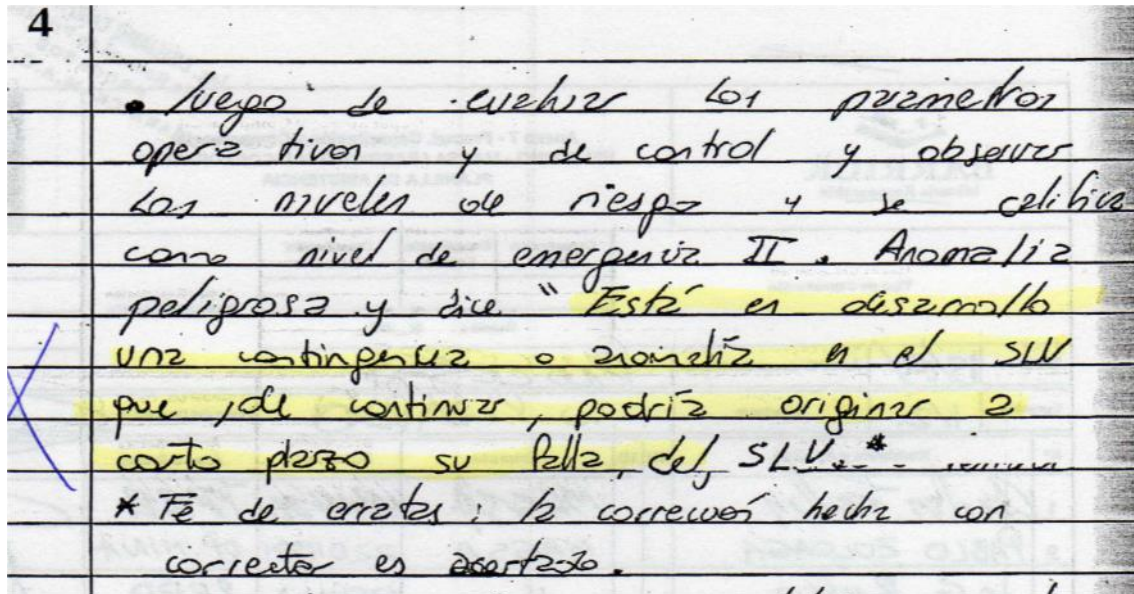 4
• luego de evaluar los parametros
operativos y de control y observar
los niveles de riesgo y se califica
como nivel de emergencia II. Anomalia
peligrosa y dice "Está en desarrollo
una contingencia o anomalía en el SLV
que, de continuar, podría originar a
corto plazo su falla, del SLV.*
* Fe de erratas: la correción hecha con
corrector es acertado.